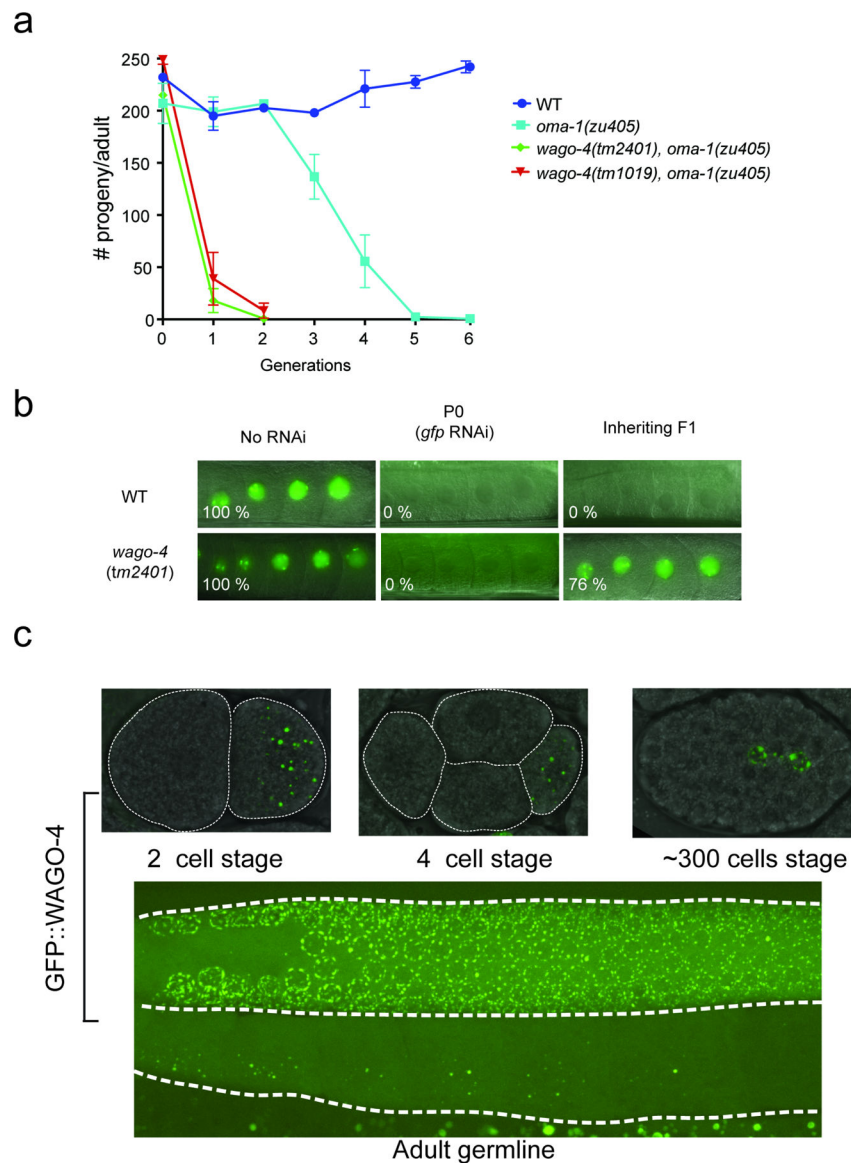 a
250
200
150
100
50
0
# progeny/adult
0 1 2 3 4 5 6
Generations
WT
oma-1(zu405)
wago-4(tm2401), oma-1(zu405)
wago-4(tm1019), oma-1(zu405)
b
No RNAi
P0
(gfp RNAi)
Inheriting F1
WT
100 %
0 %
0 %
wago-4
(tm2401)
100 %
0 %
76 %
c
GFP::WAGO-4
2 cell stage
4 cell stage
~300 cells stage
Adult germline